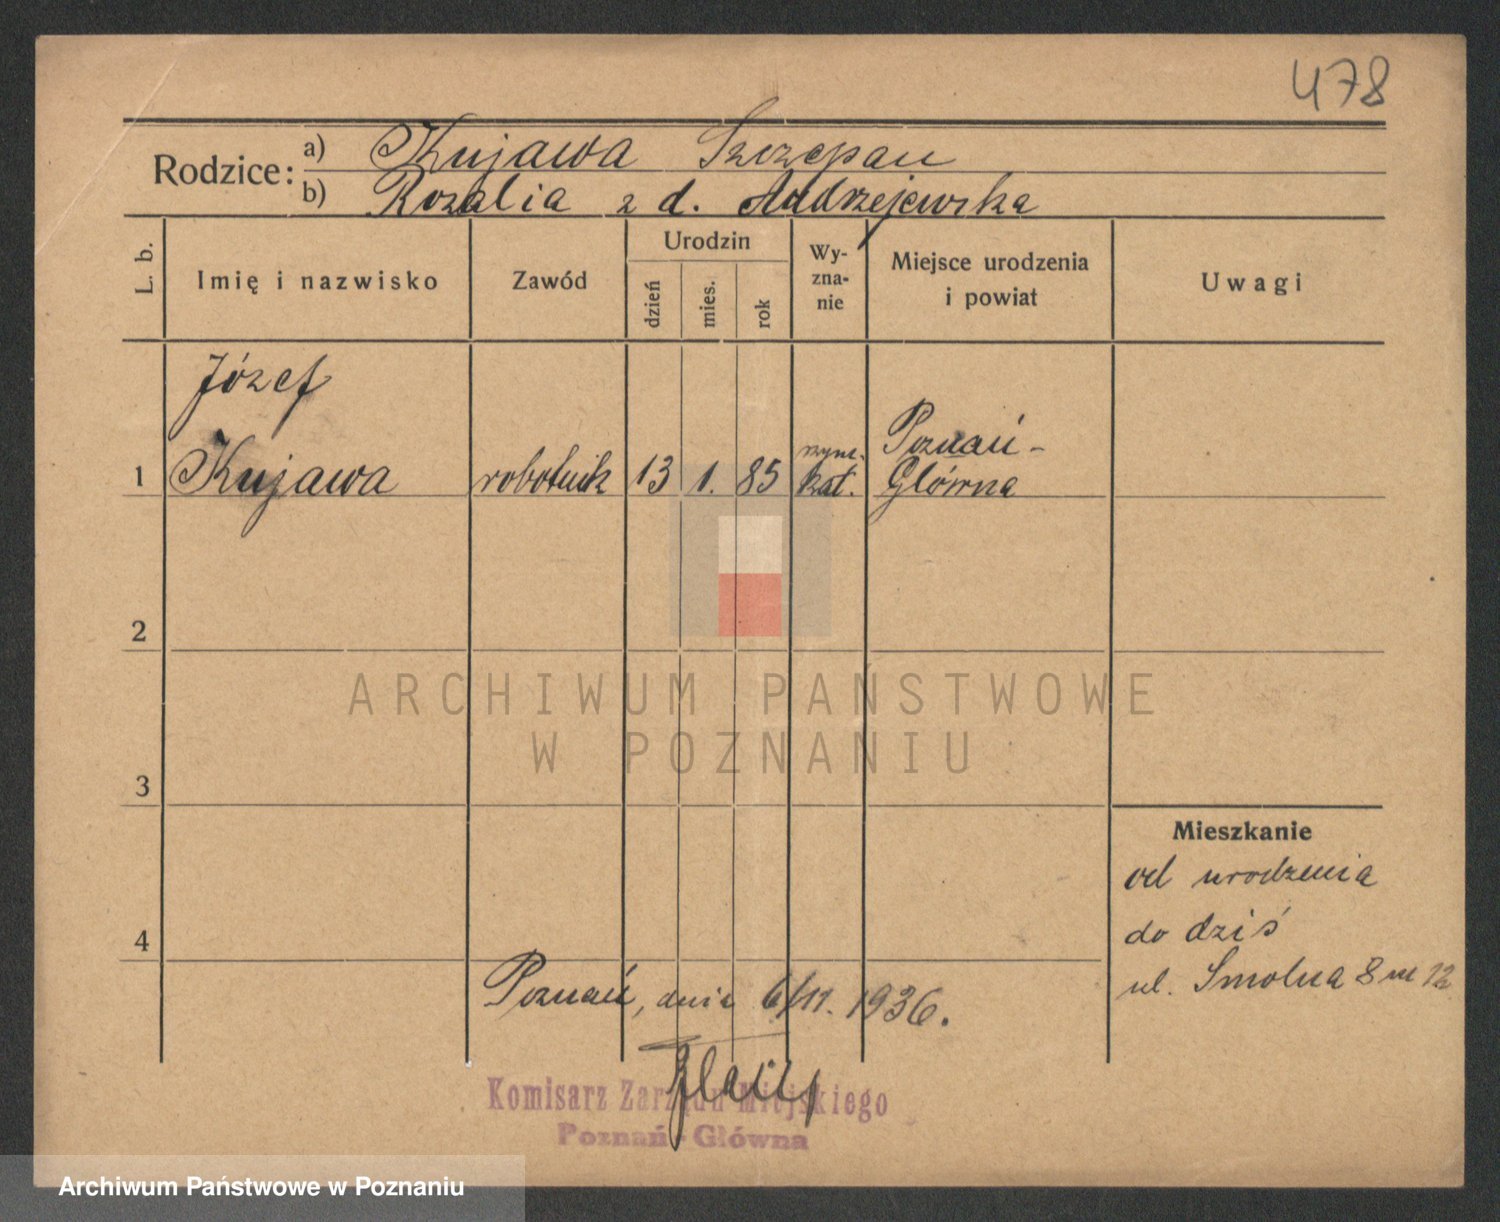 478
Rodzice:
a) Kujawa Szczepan
b) Rozalia z d. Andrzejewska
L. b.
Imię i nazwisko
Zawód
Urodzin
dzień
mies.
rok
Wy-
zna-
nie
Miejsce urodzenia
i powiat
Uwagi
Józef
Poznań-
rzym.
1 Kujawa robotnik 13 1. 85 kat. Główna
2
ARCHIWUM PAŃSTWOWE
W POZNANIU
3
Mieszkanie
od urodzenia
do dziś
4
ul. Smolna 8 m 12
Poznań, dnia 6/11. 1936.
Komisarz Zarządu Miejskiego
Poznań-Główna
Archiwum Państwowe w Poznaniu